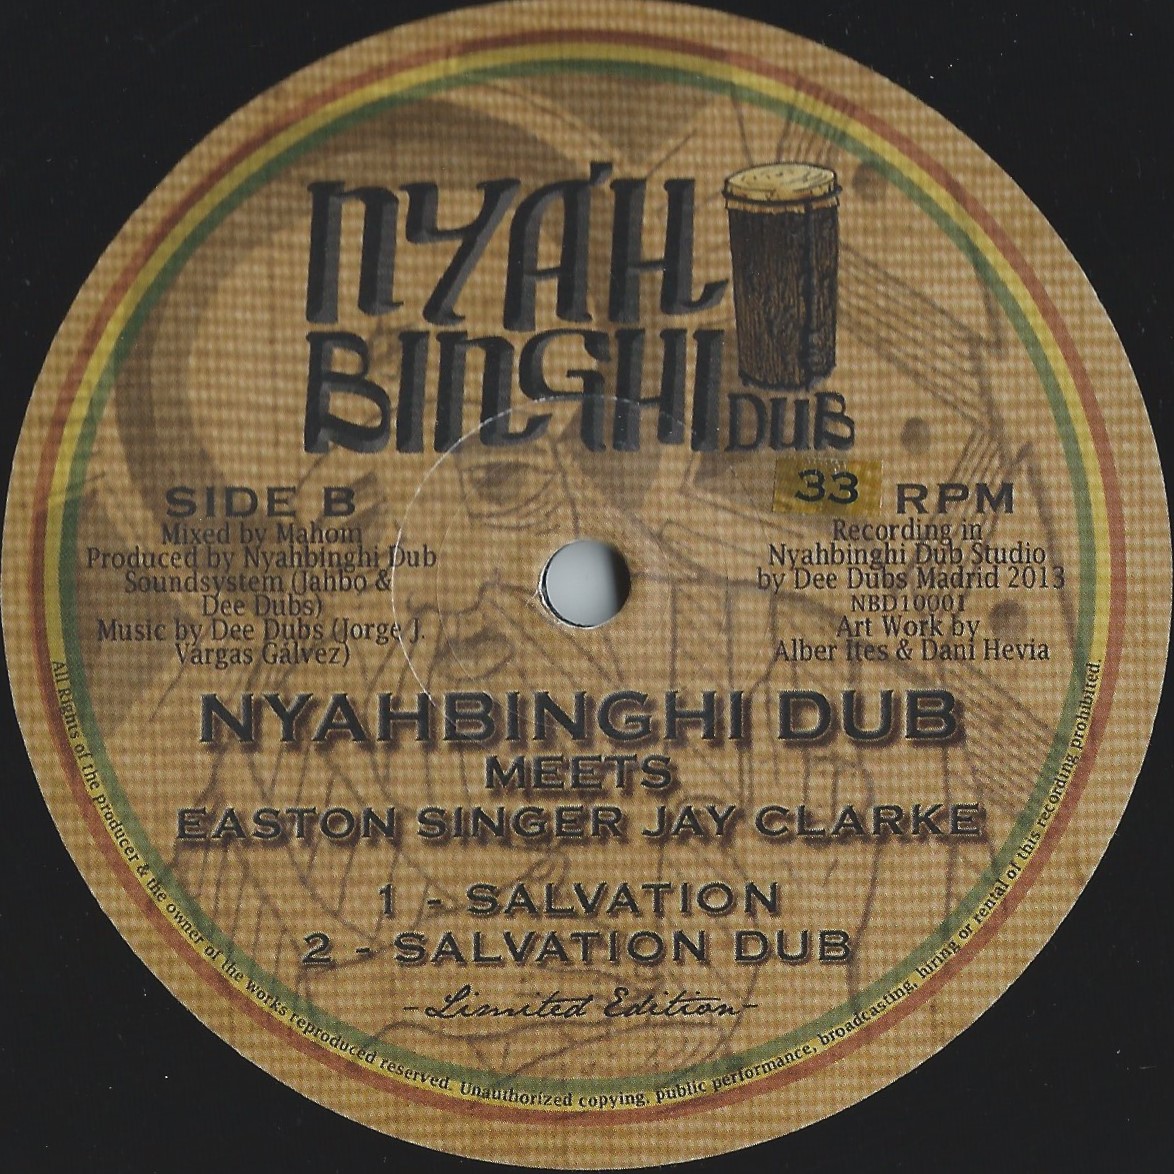 NYAH
BINGHI DUB
SIDE B
Mixed by Mahom
Produced by Nyahbinghi Dub
Soundsystem (Jahbo &
Dee Dubs)
Music by Dee Dubs (Jorge J.
Vargas Gálvez)
33 RPM
Recording in
Nyahbinghi Dub Studio
by Dee Dubs Madrid 2013
NBD10001
Art Work by
Alber Ites & Dani Hevia
NYAHBINGHI DUB
MEETS
EASTON SINGER JAY CLARKE
1 - SALVATION
2 - SALVATION DUB
-Limited Edition-
All Rights of the producer & the owner of the works reproduced reserved. Unauthorized copying, public performance, broadcasting, hiring or rental of this recording prohibited.